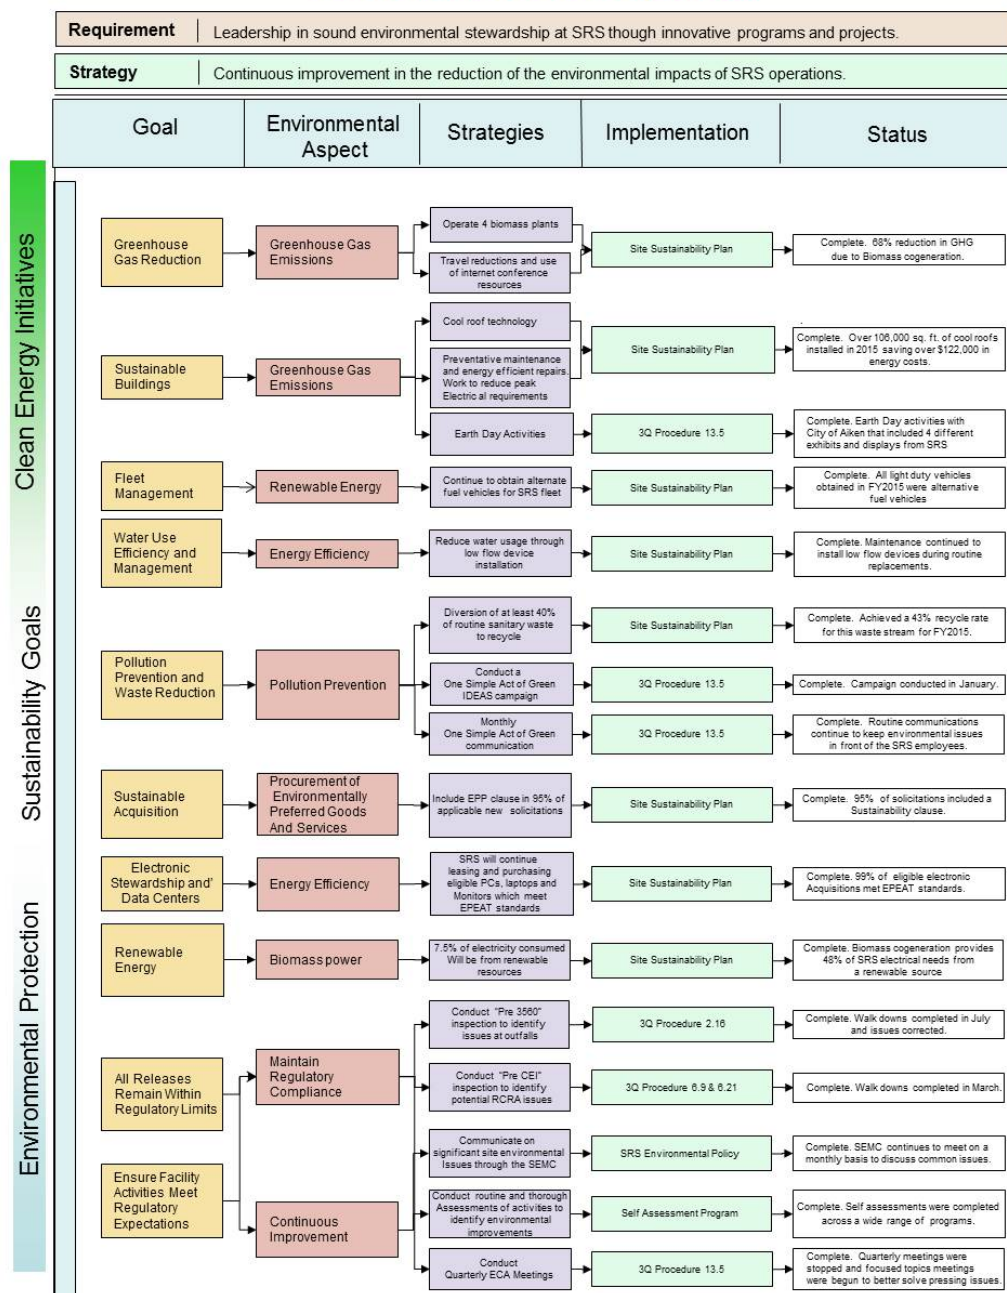 Requirement
Leadership in sound environmental stewardship at SRS though innovative programs and projects.
Strategy
Continuous improvement in the reduction of the environmental impacts of SRS operations.
Goal
Environmental
Aspect
Strategies
Implementation
Status
Clean Energy Initiatives
Sustainability Goals
Environmental Protection
Greenhouse
Gas Reduction
Greenhouse Gas
Emissions
Operate 4 biomass plants
Travel reductions and use
of internet conference
resources
Site Sustainability Plan
Complete. 68% reduction in GHG
due to Biomass cogeneration.
Sustainable
Buildings
Greenhouse Gas
Emissions
Cool roof technology
Preventative maintenance
and energy efficient repairs.
Work to reduce peak
Electrical requirements
Site Sustainability Plan
Complete. Over 106,000 sq. ft. of cool roofs
installed in 2015 saving over $122,000 in
energy costs.
Earth Day Activities
3Q Procedure 13.5
Complete. Earth Day activities with
City of Aiken that included 4 different
exhibits and displays from SRS
Fleet
Management
Renewable Energy
Continue to obtain alternate
fuel vehicles for SRS fleet
Site Sustainability Plan
Complete. All light duty vehicles
obtained in FY2015 were alternative
fuel vehicles
Water Use
Efficiency and
Management
Energy Efficiency
Reduce water usage through
low flow device
installation
Site Sustainability Plan
Complete. Maintenance continued to
install low flow devices during routine
replacements.
Pollution
Prevention and
Waste Reduction
Pollution Prevention
Diversion of at least 40%
of routine sanitary waste
to recycle
Site Sustainability Plan
Complete. Achieved a 43% recycle rate
for this waste stream for FY2015.
Conduct a
One Simple Act of Green
IDEAS campaign
3Q Procedure 13.5
Complete. Campaign conducted in January.
Monthly
One Simple Act of Green
communication
3Q Procedure 13.5
Complete. Routine communications
continue to keep environmental issues
in front of the SRS employees.
Sustainable
Acquisition
Procurement of
Environmentally
Preferred Goods
And Services
Include EPP clause in 95% of
applicable new solicitations
Site Sustainability Plan
Complete. 95% of solicitations included a
Sustainability clause.
Electronic
Stewardship and'
Data Centers
Energy Efficiency
SRS will continue
leasing and purchasing
eligible PCs, laptops and
Monitors which meet
EPEAT standards
Site Sustainability Plan
Complete. 99% of eligible electronic
Acquisitions met EPEAT standards.
Renewable
Energy
Biomass power
7.5% of electricity consumed
Will be from renewable
resources
Site Sustainability Plan
Complete. Biomass cogeneration provides
48% of SRS electrical needs from
a renewable source
All Releases
Remain Within
Regulatory Limits
Ensure Facility
Activities Meet
Regulatory
Expectations
Maintain
Regulatory
Compliance
Continuous
Improvement
Conduct "Pre 3560"
inspection to identify
issues at outfalls
3Q Procedure 2.16
Complete. Walk downs completed in July
and issues corrected.
Conduct "Pre CEI"
inspection to identify
potential RCRA issues
3Q Procedure 6.9 & 6.21
Complete. Walk downs completed in March.
Communicate on
significant site environmental
Issues through the SEMC
SRS Environmental Policy
Complete. SEMC continues to meet on a
monthly basis to discuss common issues.
Conduct routine and thorough
Assessments of activities to
identify environmental
improvements
Self Assessment Program
Complete. Self assessments were completed
across a wide range of programs.
Conduct
Quarterly ECA Meetings
3Q Procedure 13.5
Complete. Quarterly meetings were
stopped and focused topics meetings
were begun to better solve pressing issues.